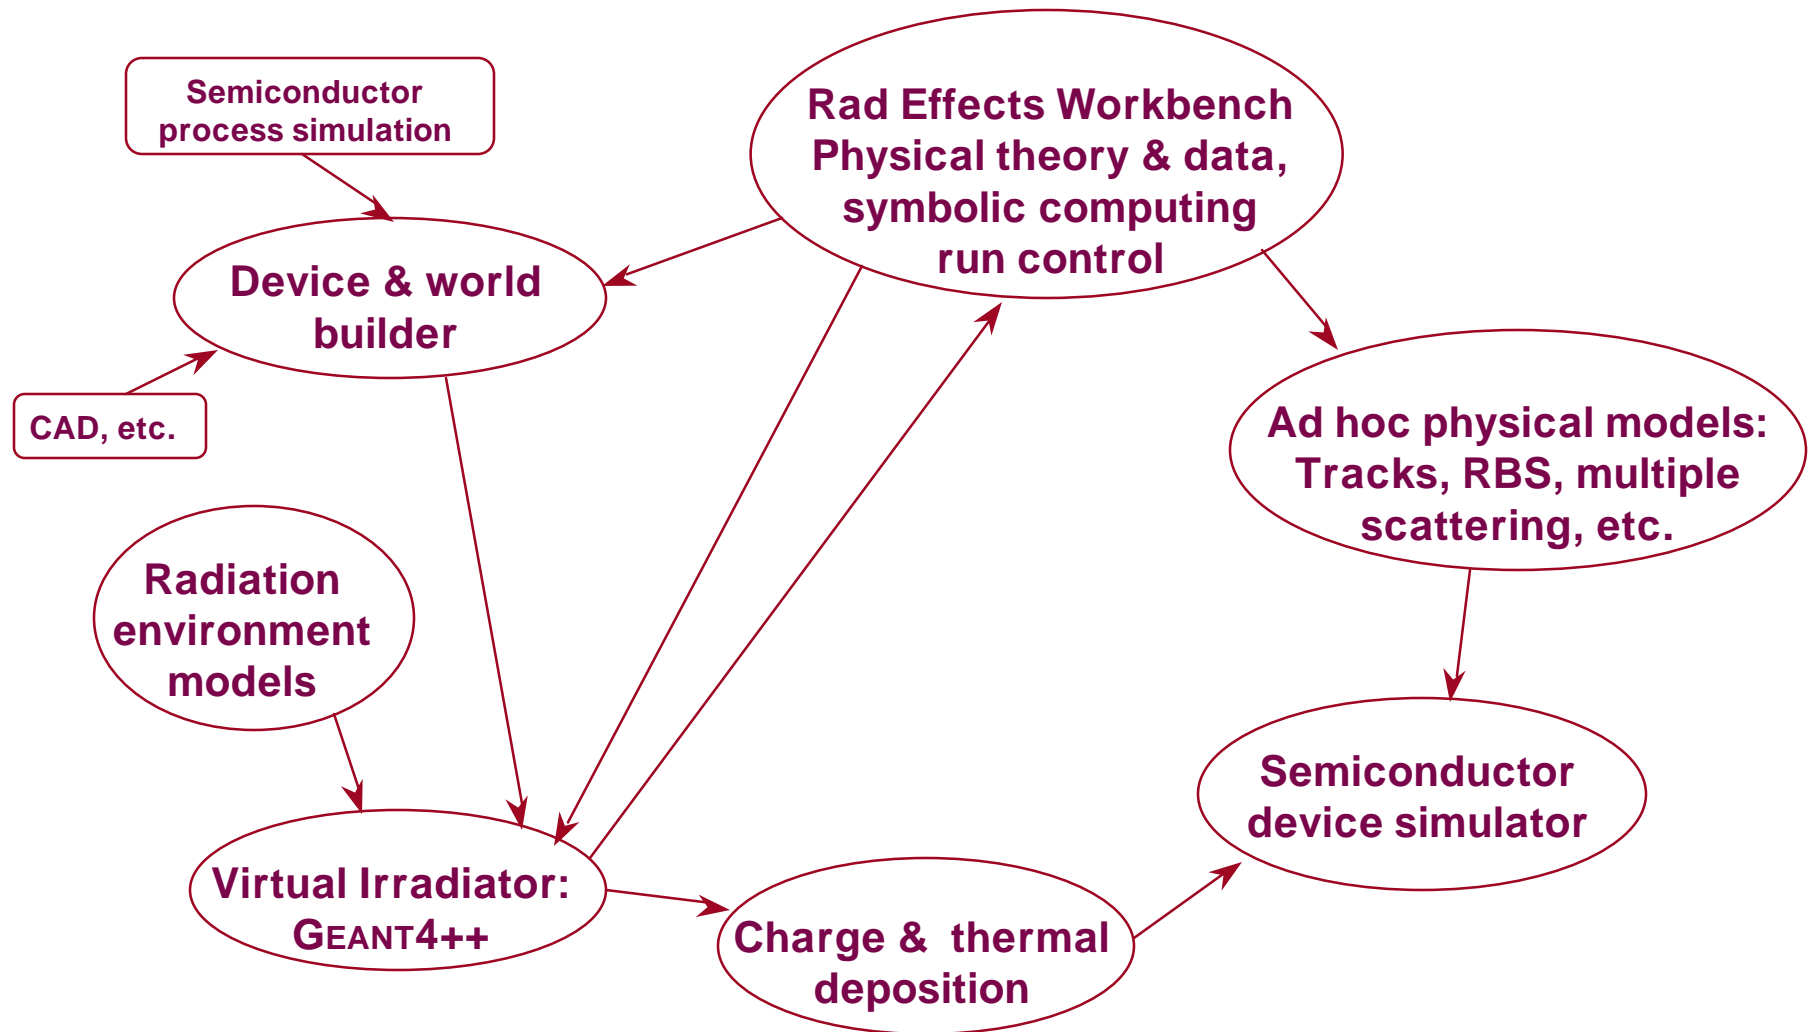 Semiconductor
process simulation
Rad Effects Workbench
Physical theory & data,
symbolic computing
run control
Device & world
builder
CAD, etc.
Ad hoc physical models:
Tracks, RBS, multiple
scattering, etc.
Radiation
environment
models
Semiconductor
device simulator
Virtual Irradiator:
GEANT4++
Charge & thermal
deposition